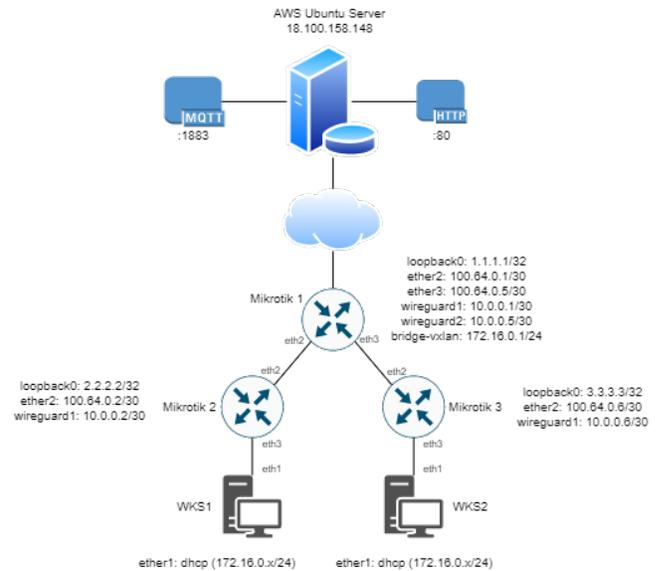 AWS Ubuntu Server
18.100.158.148
MQTT
:1883
HTTP
:80
loopback0: 1.1.1.1/32
ether2: 100.64.0.1/30
ether3: 100.64.0.5/30
wireguard1: 10.0.0.1/30
wireguard2: 10.0.0.5/30
bridge-vxlan: 172.16.0.1/24
Mikrotik 1
eth2
eth3
loopback0: 2.2.2.2/32
ether2: 100.64.0.2/30
wireguard1: 10.0.0.2/30
eth2
Mikrotik 2
eth3
eth1
eth2
Mikrotik 3
eth3
eth1
loopback0: 3.3.3.3/32
ether2: 100.64.0.6/30
wireguard1: 10.0.0.6/30
WKS1
WKS2
ether1: dhcp (172.16.0.x/24)
ether1: dhcp (172.16.0.x/24)